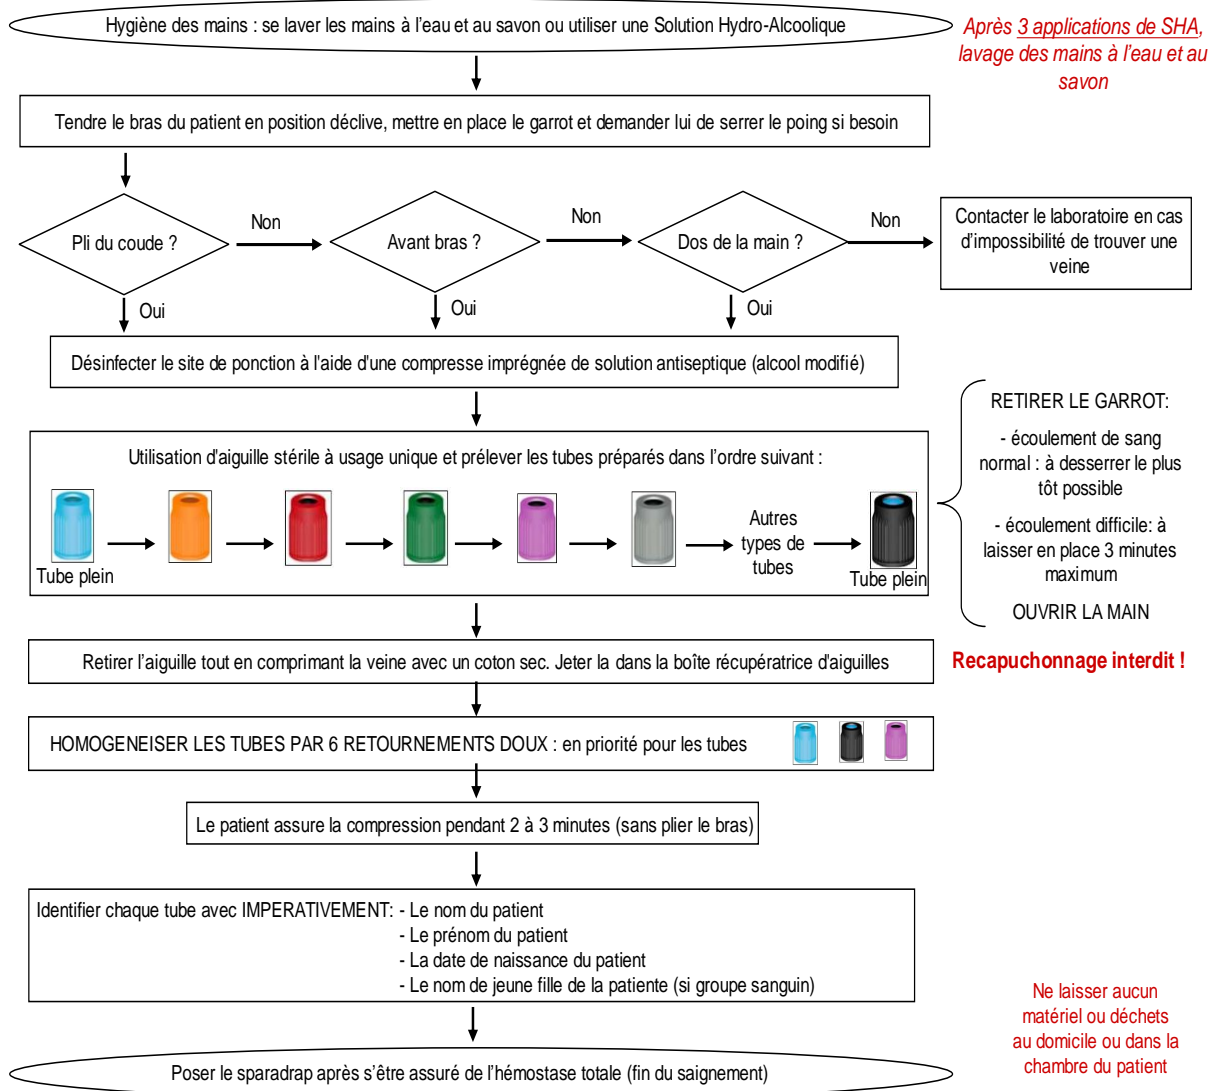 Hygiène des mains : se laver les mains à l'eau et au savon ou utiliser une Solution Hydro-Alcoolique
Après 3 applications de SHA,
lavage des mains à l'eau et au
savon
Tendre le bras du patient en position déclive, mettre en place le garrot et demander lui de serrer le poing si besoin
Pli du coude ?
Non
Avant bras ?
Non
Dos de la main ?
Non
Contacter le laboratoire en cas
d'impossibilité de trouver une
veine
Oui
Oui
Oui
Désinfecter le site de ponction à l'aide d'une compresse imprégnée de solution antiseptique (alcool modifié)
Utilisation d'aiguille stérile à usage unique et prélever les tubes préparés dans l'ordre suivant :
Tube plein
Autres
types de
tubes
Tube plein
RETIRER LE GARROT:
- écoulement de sang
normal : à desserrer le plus
tôt possible
- écoulement difficile: à
laisser en place 3 minutes
maximum
OUVRIR LA MAIN
Retirer l'aiguille tout en comprimant la veine avec un coton sec. Jeter la dans la boîte récupératrice d'aiguilles
Recapuchonnage interdit !
HOMOGENEISER LES TUBES PAR 6 RETOURNEMENTS DOUX : en priorité pour les tubes
Le patient assure la compression pendant 2 à 3 minutes (sans plier le bras)
Identifier chaque tube avec IMPERATIVEMENT: - Le nom du patient
- Le prénom du patient
- La date de naissance du patient
- Le nom de jeune fille de la patiente (si groupe sanguin)
Ne laisser aucun
matériel ou déchets
au domicile ou dans la
chambre du patient
Poser le sparadrap après s'être assuré de l'hémostase totale (fin du saignement)